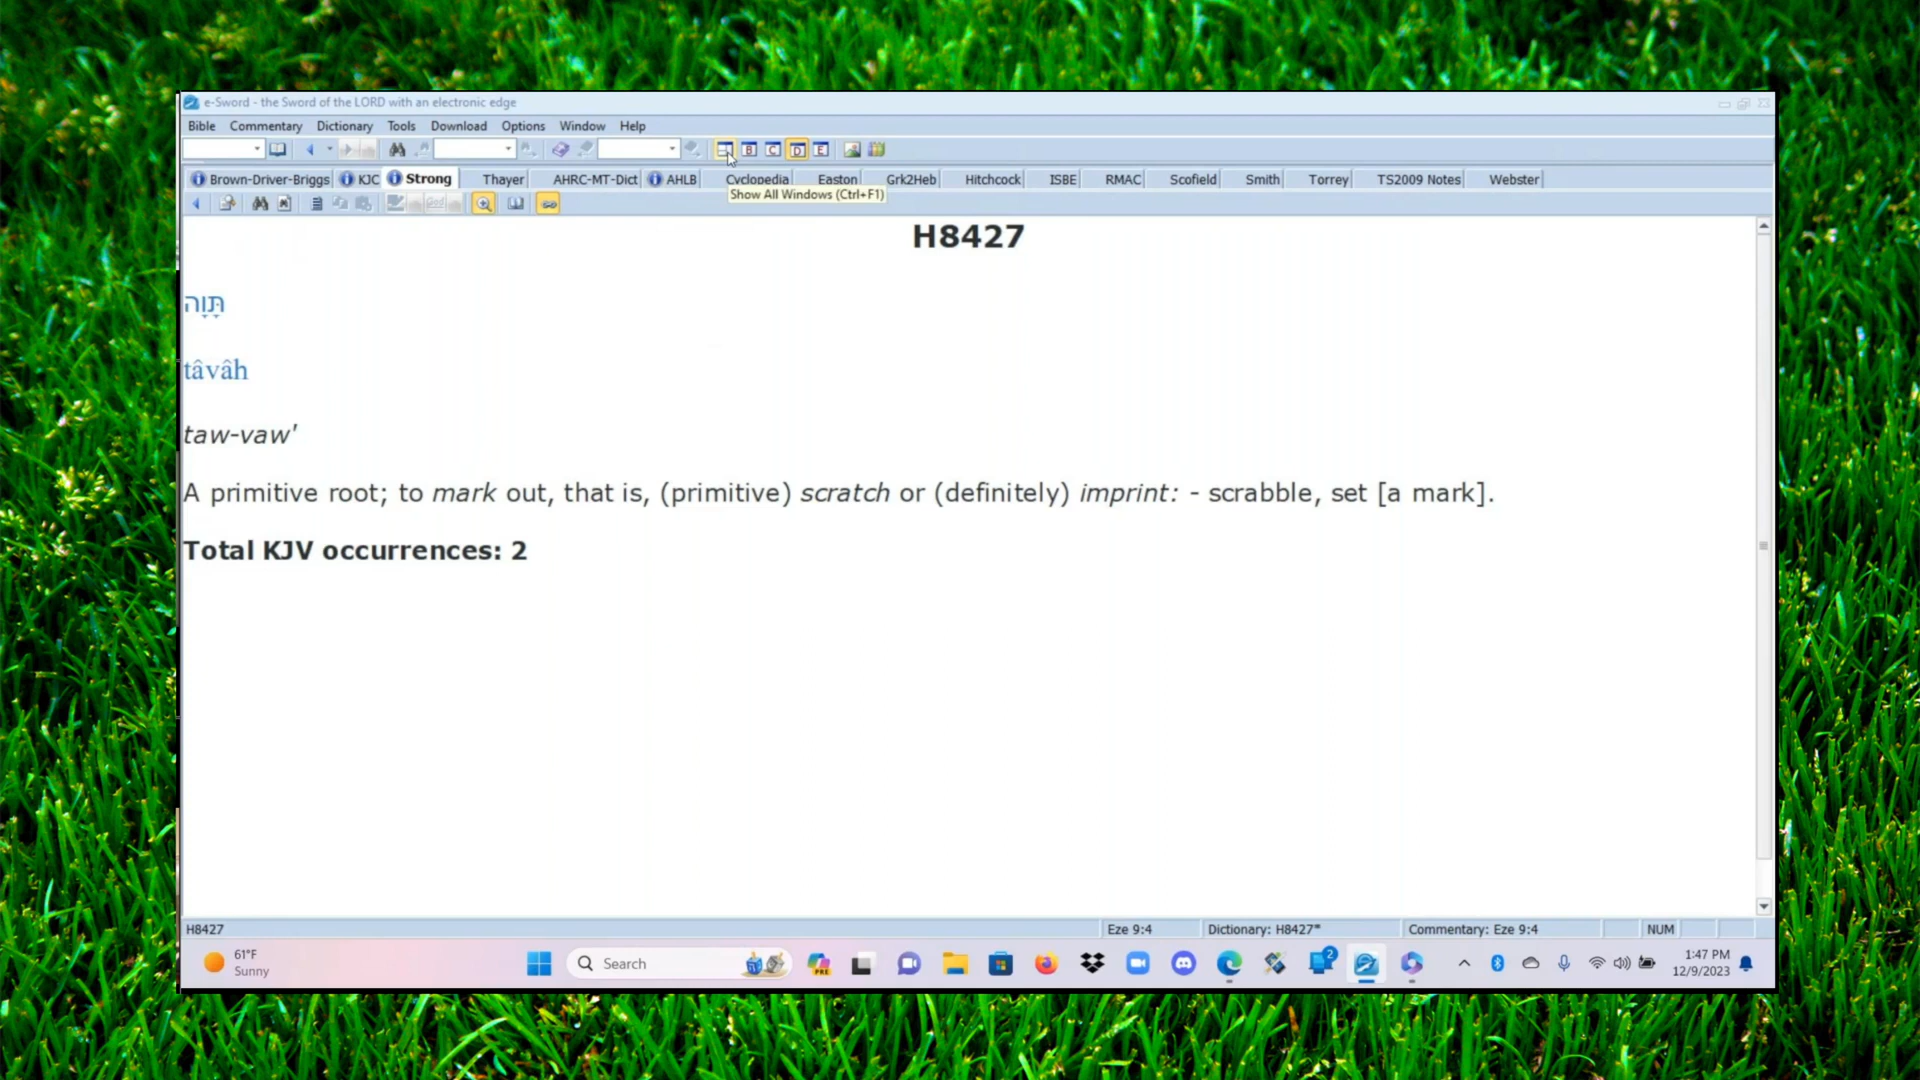 e-Sword - the Sword of the LORD with an electronic edge
Bible Commentary Dictionary Tools Download Options Window Help
B C D E
Brown-Driver-Briggs KJC Strong Thayer AHRC-MT-Dict AHLB Cyclopedia Easton Grk2Heb Hitchcock ISBE RMAC Scofield Smith Torrey TS2009 Notes Webster
Show All Windows (Ctrl+F1)
H8427
תָּוָה
tâvâh
taw-vaw'
A primitive root; to mark out, that is, (primitive) scratch or (definitely) imprint: - scrabble, set [a mark].
Total KJV occurrences: 2
H8427 Eze 9:4 Dictionary: H8427* Commentary: Eze 9:4 NUM
61°F
Sunny
Search
PRE
2
1:47 PM
12/9/2023